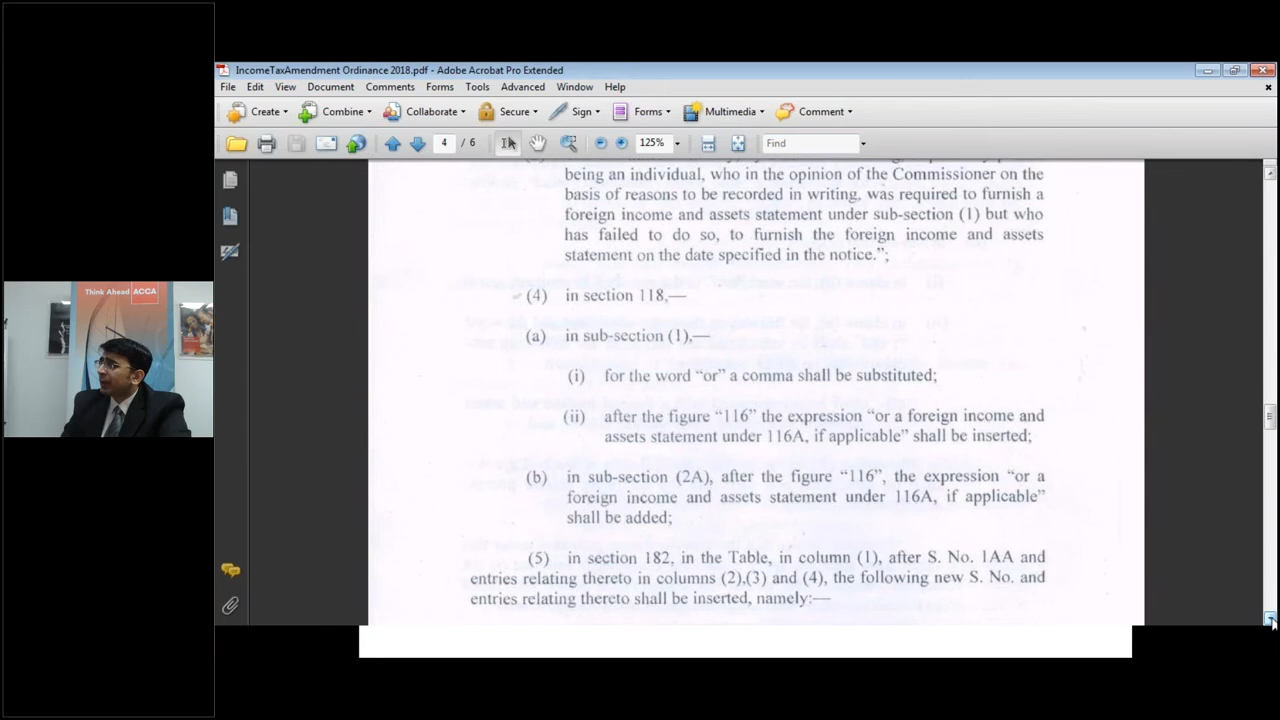 IncomeTaxAmendment Ordinance 2018.pdf - Adobe Acrobat Pro Extended
File Edit View Document Comments Forms Tools Advanced Window Help
Create Combine Collaborate Secure Sign Forms Multimedia Comment
4 / 6 125% Find
being an individual, who in the opinion of the Commissioner on the
basis of reasons to be recorded in writing, was required to furnish a
foreign income and assets statement under sub-section (1) but who
has failed to do so, to furnish the foreign income and assets
statement on the date specified in the notice.”;
(4) in section 118,—
(a) in sub-section (1),—
(i) for the word “or” a comma shall be substituted;
(ii) after the figure “116” the expression “or a foreign income and
assets statement under 116A, if applicable” shall be inserted;
(b) in sub-section (2A), after the figure “116”, the expression “or a
foreign income and assets statement under 116A, if applicable”
shall be added;
(5) in section 182, in the Table, in column (1), after S. No. 1AA and
entries relating thereto in columns (2),(3) and (4), the following new S. No. and
entries relating thereto shall be inserted, namely:—
Think Ahead ACCA